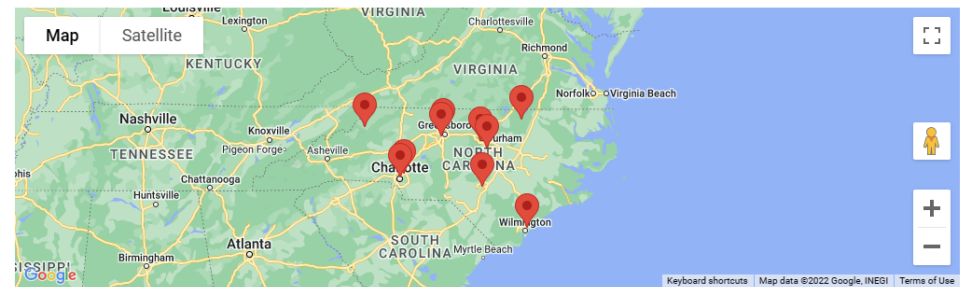 Louisville
VIRGINIA
Lexington
Charlottesville
Map
Satellite
Richmond
KENTUCKY
VIRGINIA
Norfolk
Virginia Beach
Nashville
Knoxville
Durham
TENNESSEE
Pigeon Forge
Asheville
NORTH
CAROLINA
Charlotte
Chattanooga
Huntsville
Wilmington
Atlanta
SOUTH
CAROLINA
Myrtle Beach
Birmingham
Google
Keyboard shortcuts
Map data ©2022 Google, INEGI
Terms of Use